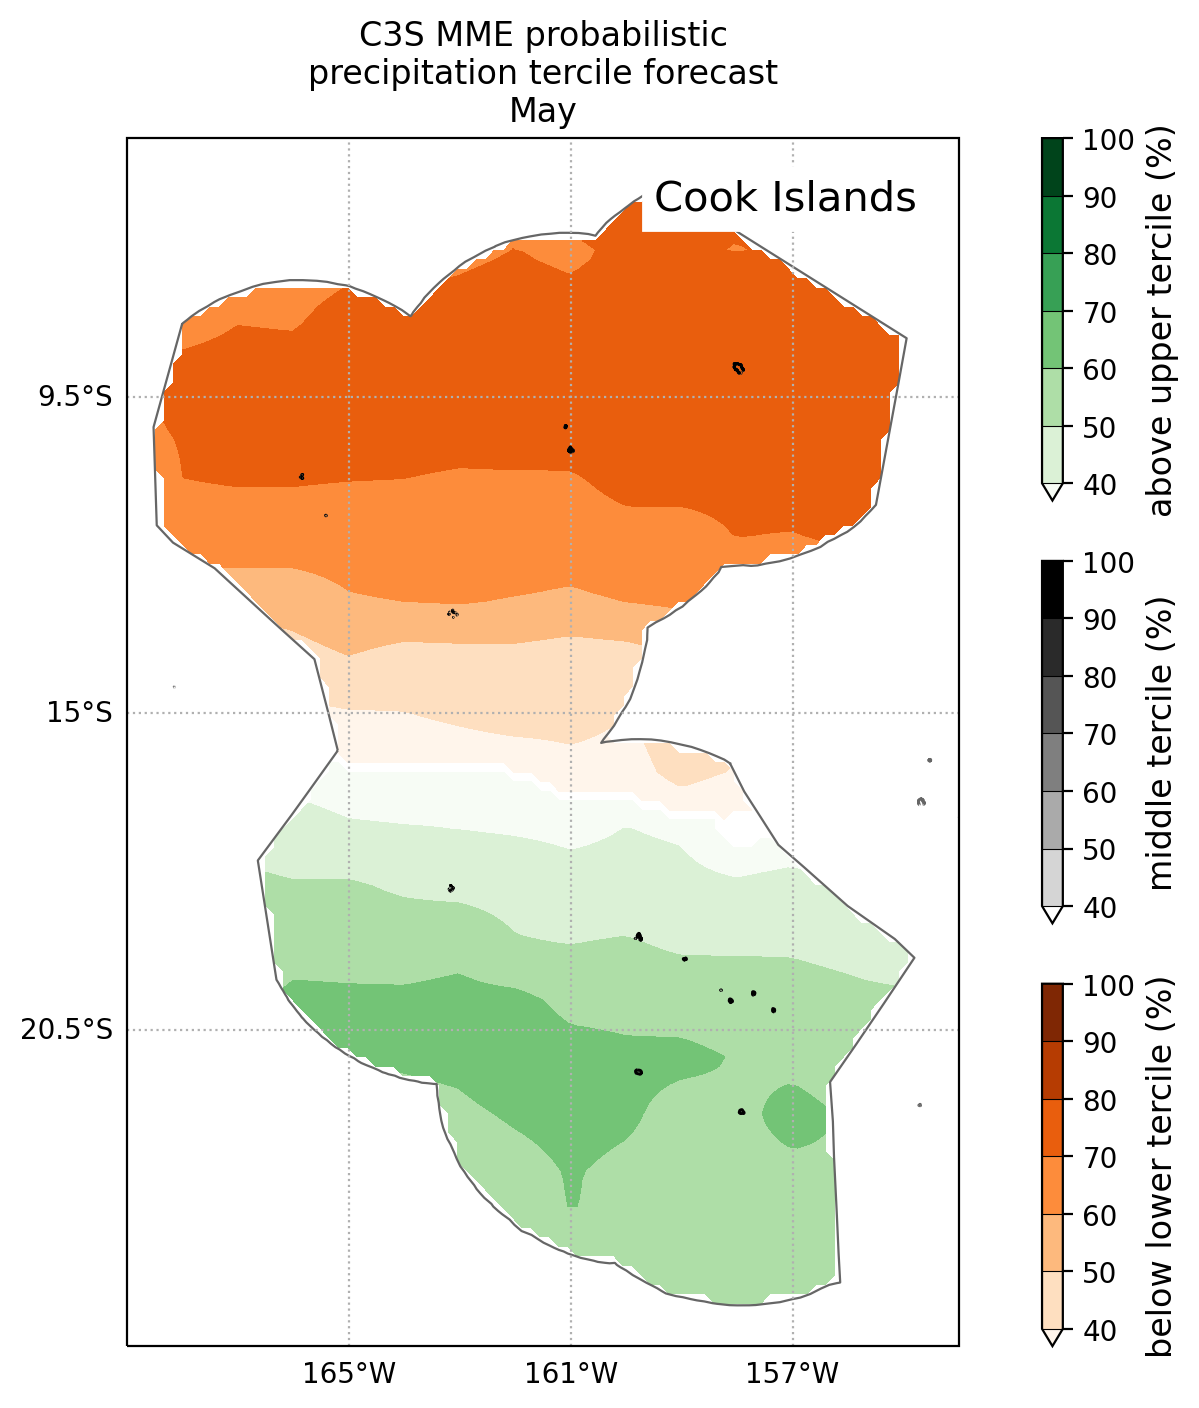 C3S MME probabilistic
precipitation tercile forecast
May
Cook Islands
9.5°S
15°S
20.5°S
165°W
161°W
157°W
100
90
80
70
60
50
40
above upper tercile (%)
100
90
80
70
60
50
40
middle tercile (%)
100
90
80
70
60
50
40
below lower tercile (%)